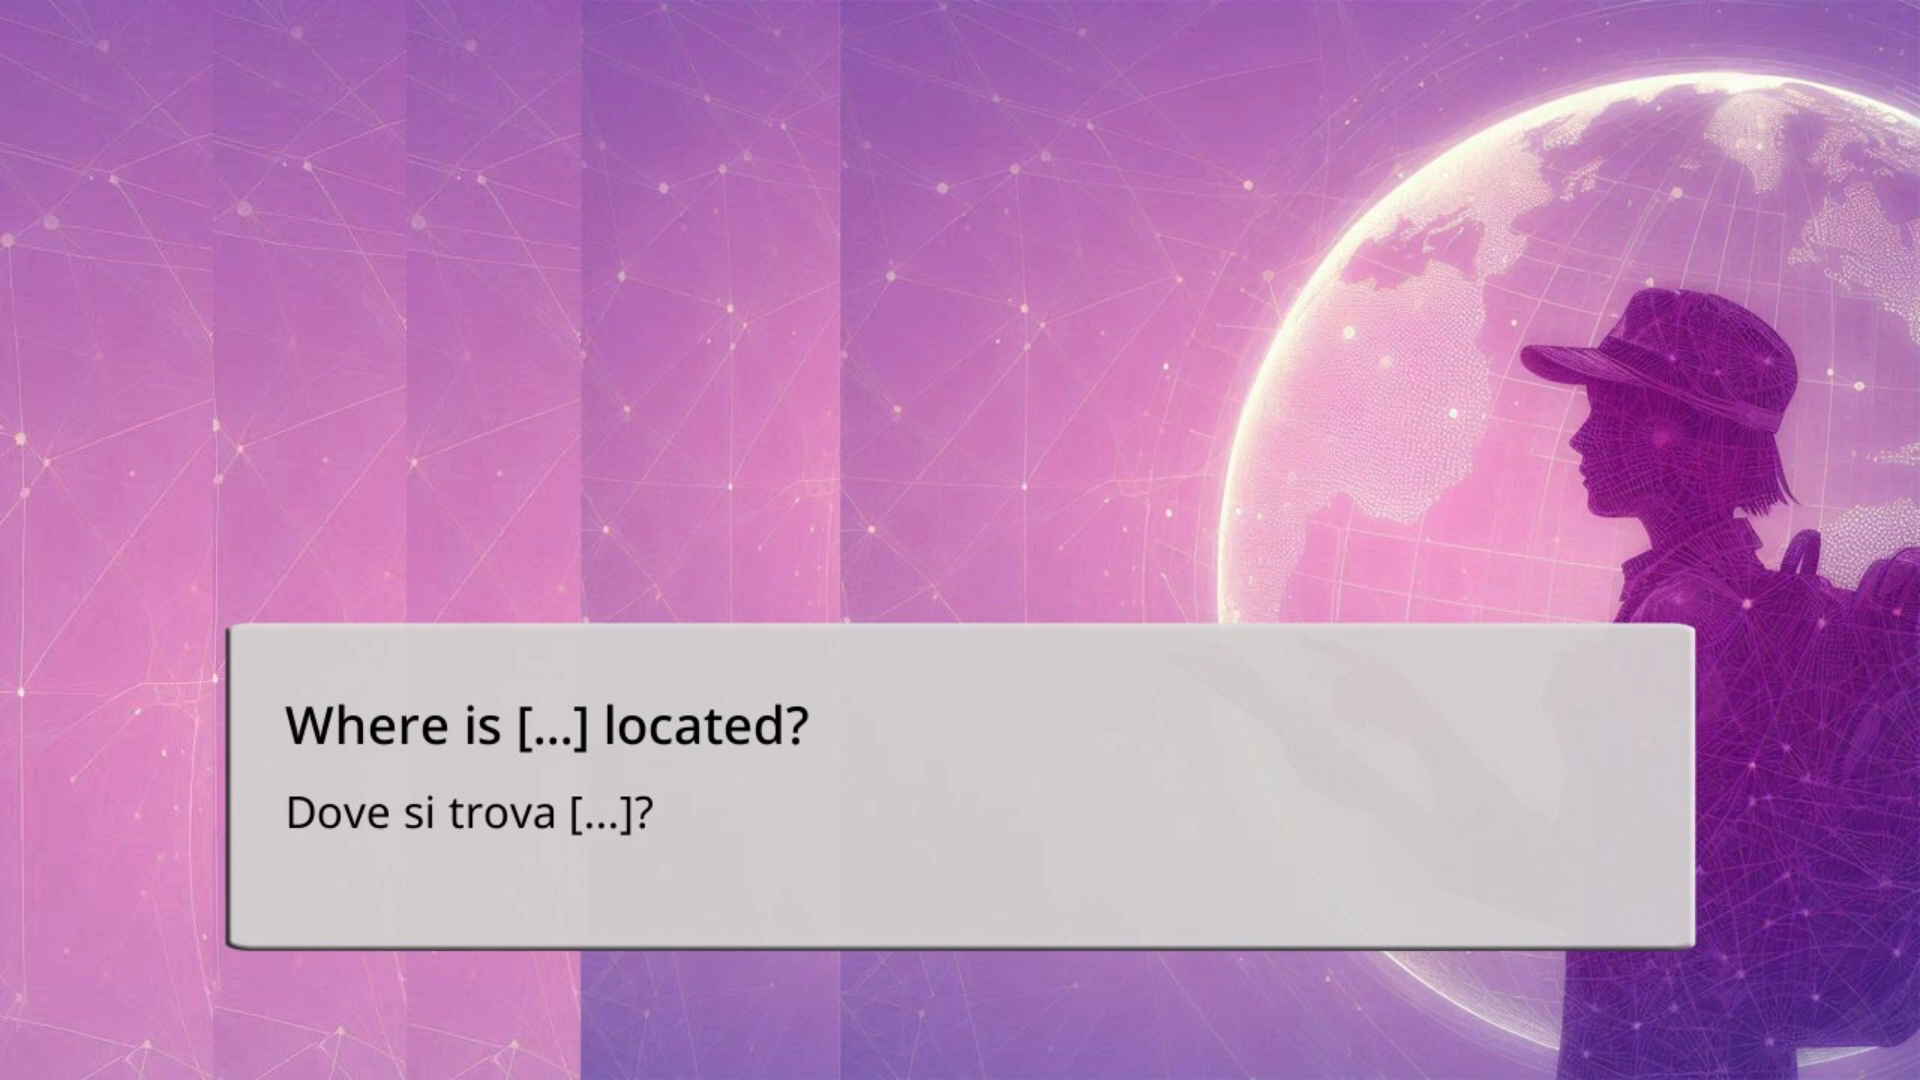 Where is [...] located?
Dove si trova [...]?